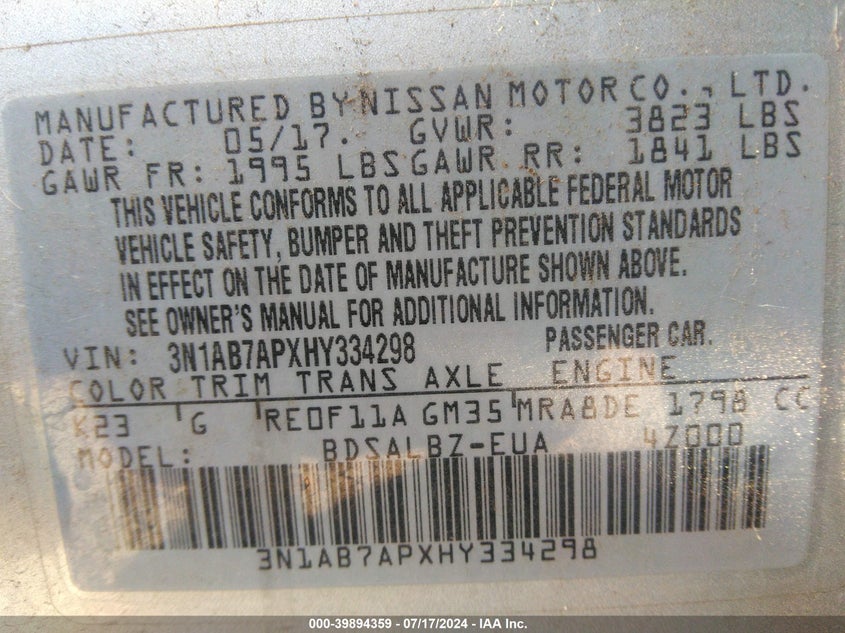 MANUFACTURED BY NISSAN MOTOR CO., LTD.
DATE: 05/17. GVWR: 3823 LBS
GAWR FR: 1995 LBS GAWR RR: 1841 LBS
THIS VEHICLE CONFORMS TO ALL APPLICABLE FEDERAL MOTOR
VEHICLE SAFETY, BUMPER AND THEFT PREVENTION STANDARDS
IN EFFECT ON THE DATE OF MANUFACTURE SHOWN ABOVE.
SEE OWNER'S MANUAL FOR ADDITIONAL INFORMATION.
VIN: 3N1AB7APXHY334298 PASSENGER CAR.
COLOR TRIM TRANS AXLE ENGINE
K23 G RE0F11A GM35 MRA8DE 1798 CC
MODEL: BDSALBZ-EUA 4Z000
3N1AB7APXHY334298
000-39894359 | 07/17/2024 | IAA Inc.